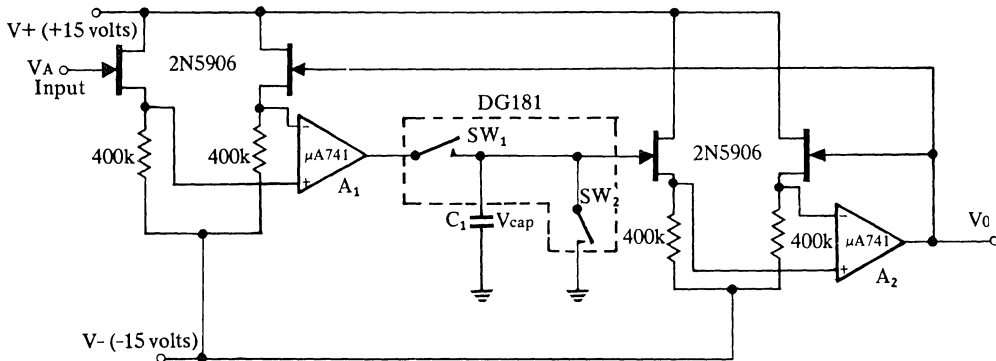 V+ (+15 volts)
VA
Input
2N5906
DG181
SW1
400k
400k
−
µA741
+
A1
C1
Vcap
SW2
2N5906
400k
400k
−
µA741
+
A2
V0
V- (-15 volts)